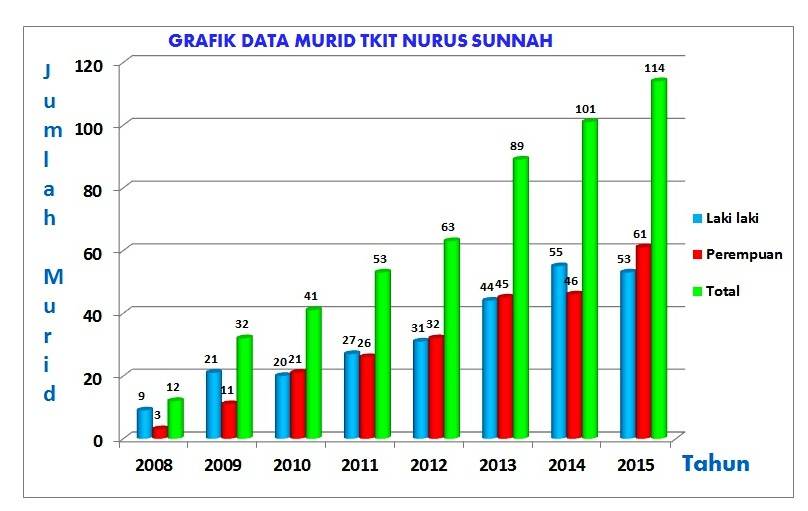 GRAFIK DATA MURID TKIT NURUS SUNNAH
Jumlah Murid
120
100
80
60
40
20
0
9 3 12
21 11 32
20 21 41
27 26 53
31 32 63
44 45 89
55 46 101
53 61 114
2008 2009 2010 2011 2012 2013 2014 2015
Tahun
Laki laki
Perempuan
Total